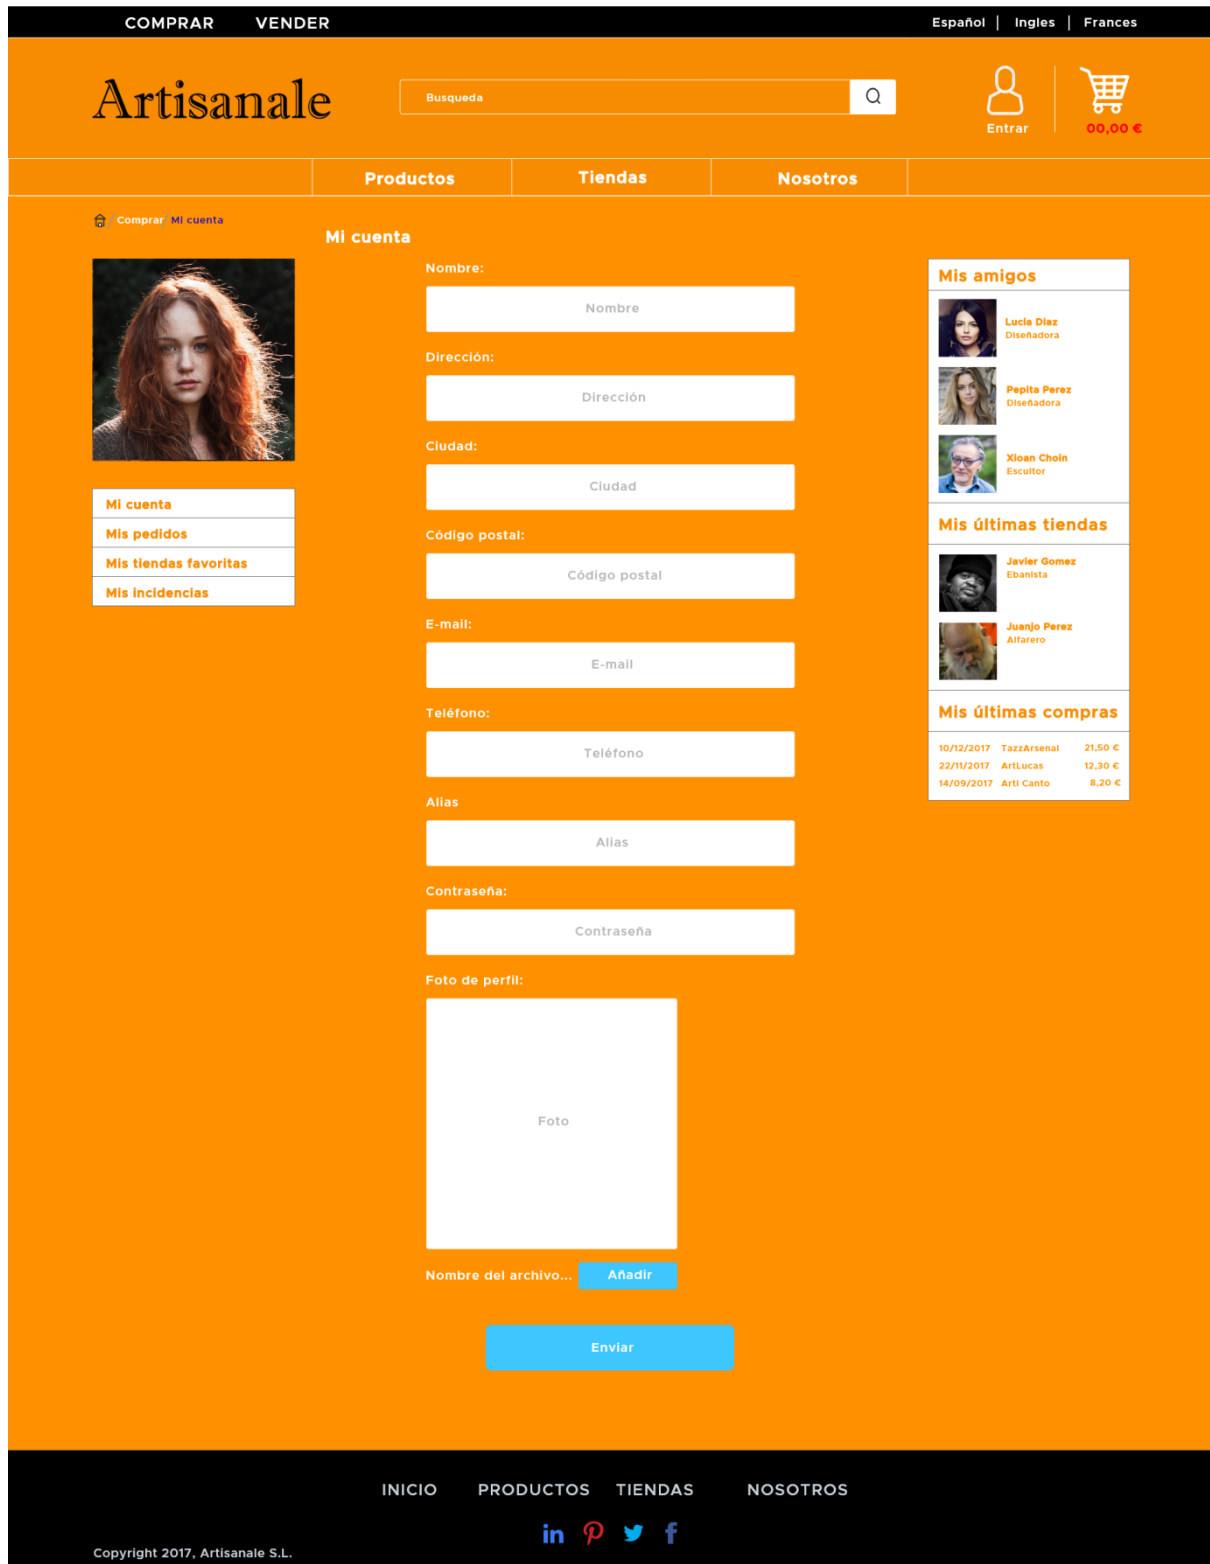 COMPRAR VENDER Español | Ingles | Frances
Artisanale
Busqueda
Entrar
00,00 €
Productos Tiendas Nosotros
/ Comprar / Mi cuenta
Mi cuenta
Mi cuenta
Mis pedidos
Mis tiendas favoritas
Mis incidencias
Nombre:
Nombre
Dirección:
Dirección
Ciudad:
Ciudad
Código postal:
Código postal
E-mail:
E-mail
Teléfono:
Teléfono
Alias
Alias
Contraseña:
Contraseña
Foto de perfil:
Foto
Nombre del archivo... Añadir
Enviar
Mis amigos
Lucia Diaz
Diseñadora
Pepita Perez
Diseñadora
Xioan Choin
Escultor
Mis últimas tiendas
Javier Gomez
Ebanista
Juanjo Perez
Alfarero
Mis últimas compras
10/12/2017 TazzArsenal 21,50 €
22/11/2017 ArtLucas 12,30 €
14/09/2017 Arti Canto 8,20 €
INICIO PRODUCTOS TIENDAS NOSOTROS
Copyright 2017, Artisanale S.L.